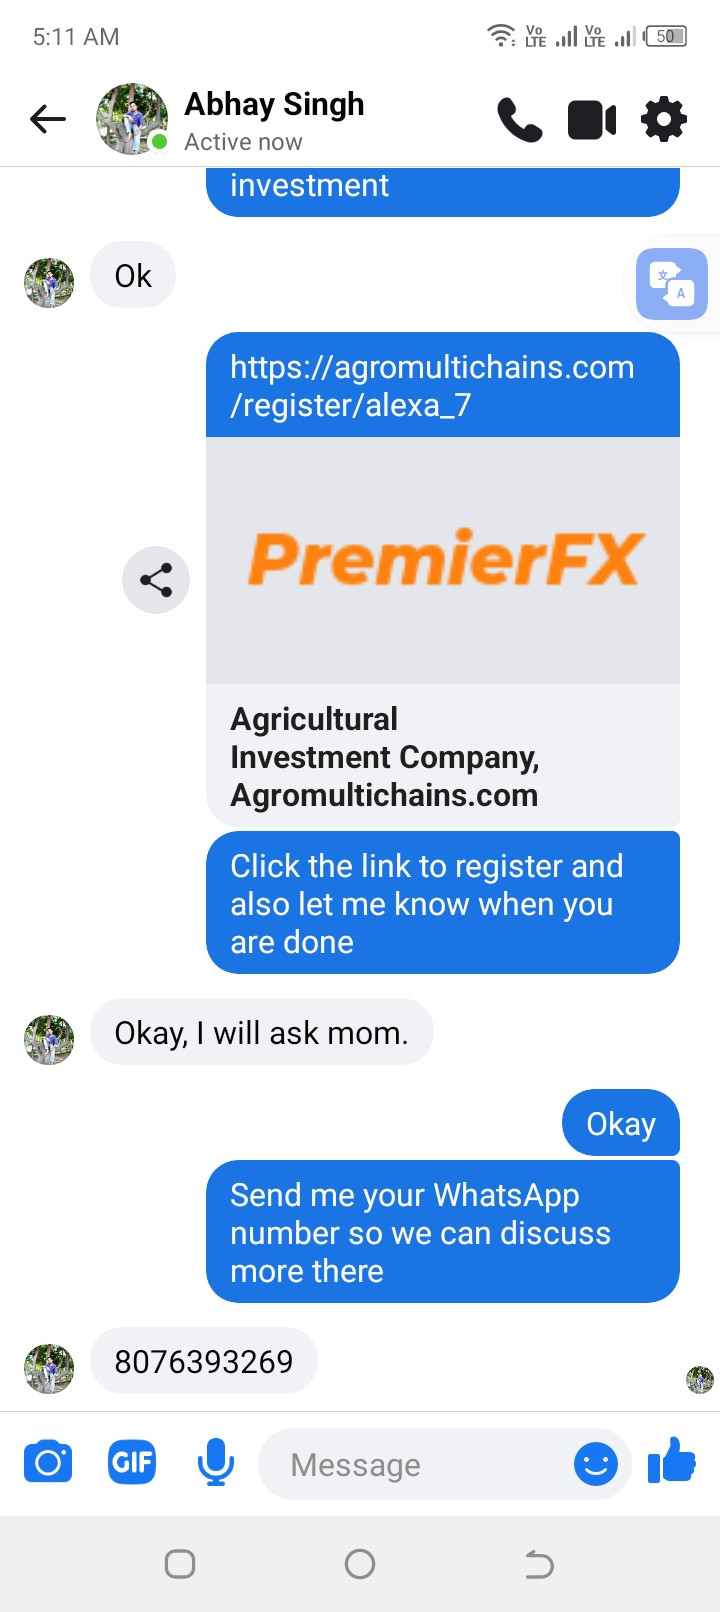 5:11 AM
Vo LTE Vo LTE 50
Abhay Singh
Active now
investment
Ok
https://agromultichains.com
/register/alexa_7
PremierFX
Agricultural
Investment Company,
Agromultichains.com
Click the link to register and
also let me know when you
are done
Okay, I will ask mom.
Okay
Send me your WhatsApp
number so we can discuss
more there
8076393269
GIF
Message